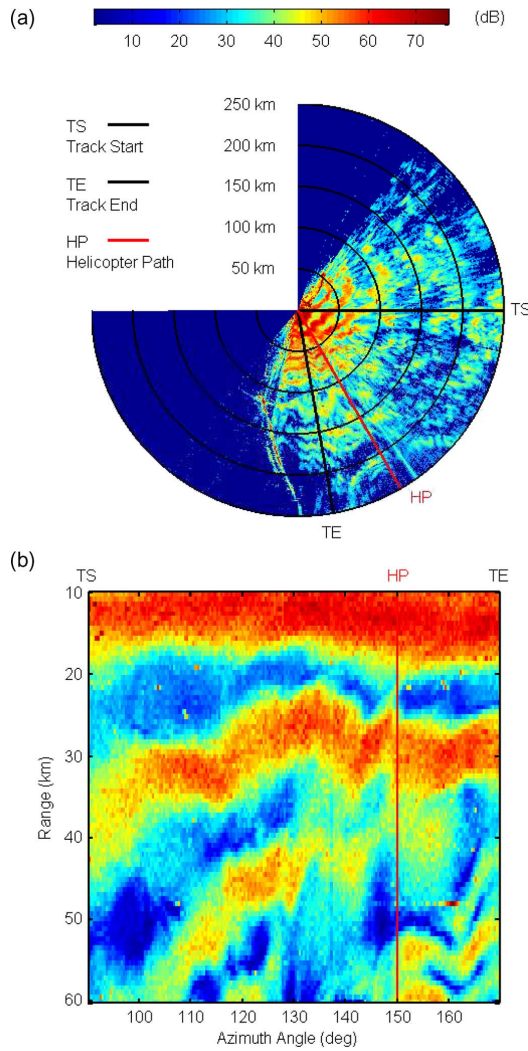 (a)
10 20 30 40 50 60 70 (dB)
250 km
200 km
150 km
100 km
50 km
TS
Track Start
TE
Track End
HP
Helicopter Path
TS
HP
TE
(b)
TS HP TE
10
20
30
40
50
60
Range (km)
100 110 120 130 140 150 160
Azimuth Angle (deg)